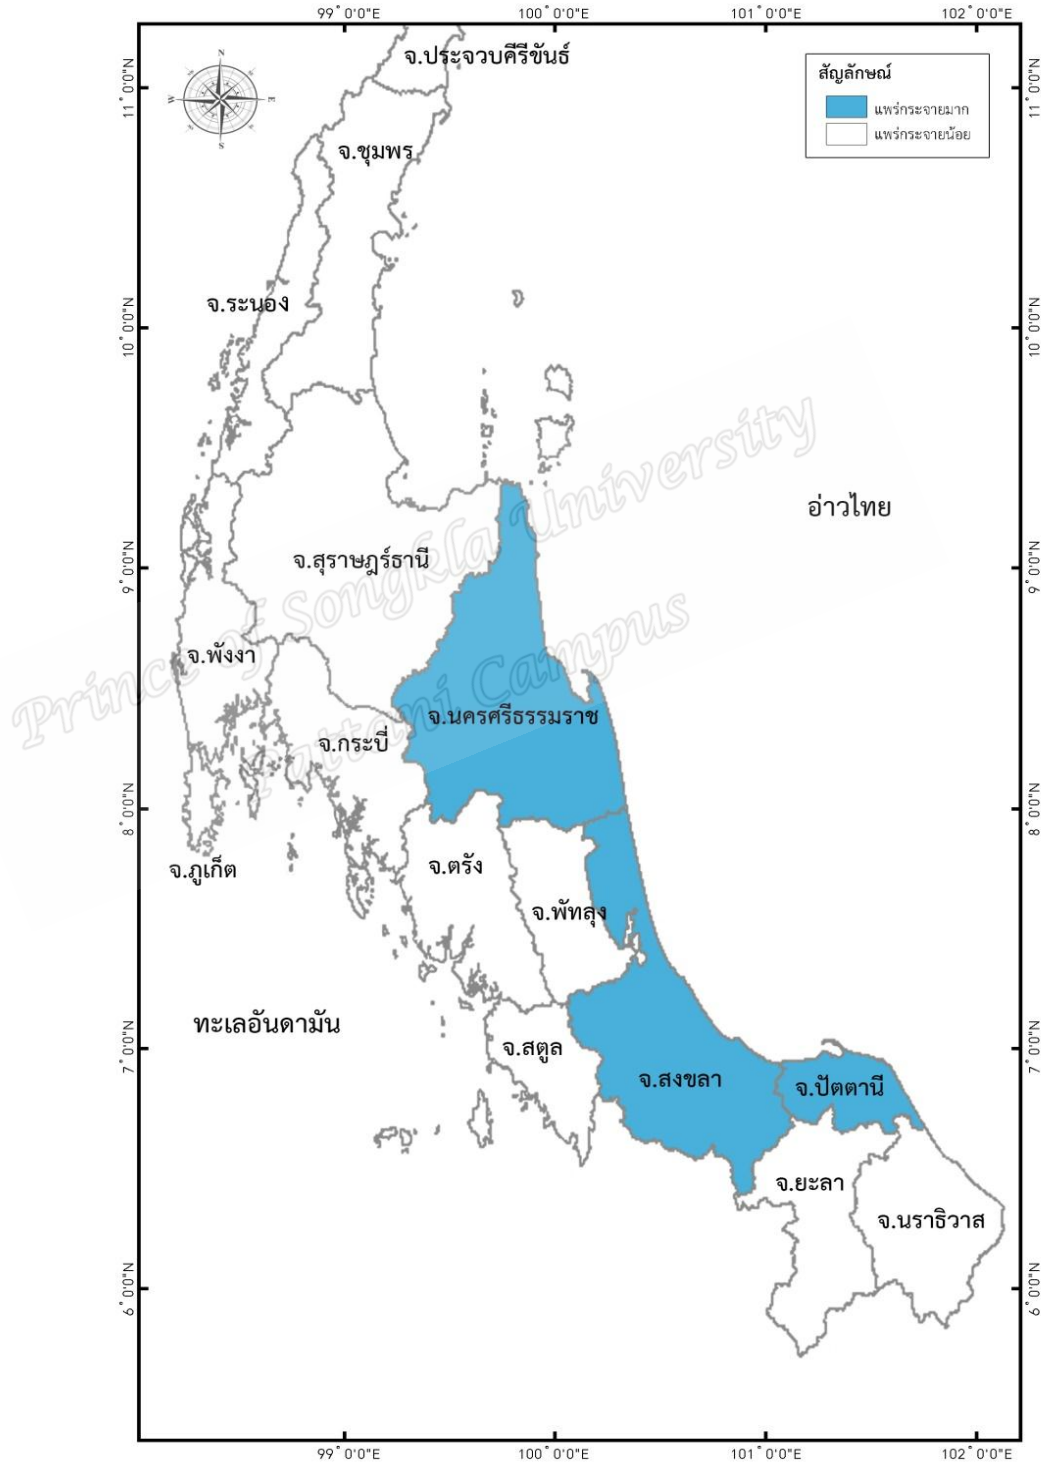 99°0'0"E 100°0'0"E 101°0'0"E 102°0'0"E
จ.ประจวบคีรีขันธ์
N
W E
S
สัญลักษณ์
แพร่กระจายมาก
แพร่กระจายน้อย
11°0'0"N 11°0'0"N
จ.ชุมพร
จ.ระนอง
10°0'0"N 10°0'0"N
อ่าวไทย
จ.สุราษฎร์ธานี
9°0'0"N 9°0'0"N
จ.พังงา
Prince of Songkla University
Pattani Campus
จ.นครศรีธรรมราช
จ.กระบี่
8°0'0"N 8°0'0"N
จ.ภูเก็ต
จ.ตรัง
จ.พัทลุง
ทะเลอันดามัน
จ.สตูล
7°0'0"N 7°0'0"N
จ.สงขลา
จ.ปัตตานี
จ.ยะลา
จ.นราธิวาส
6°0'0"N 6°0'0"N
99°0'0"E 100°0'0"E 101°0'0"E 102°0'0"E